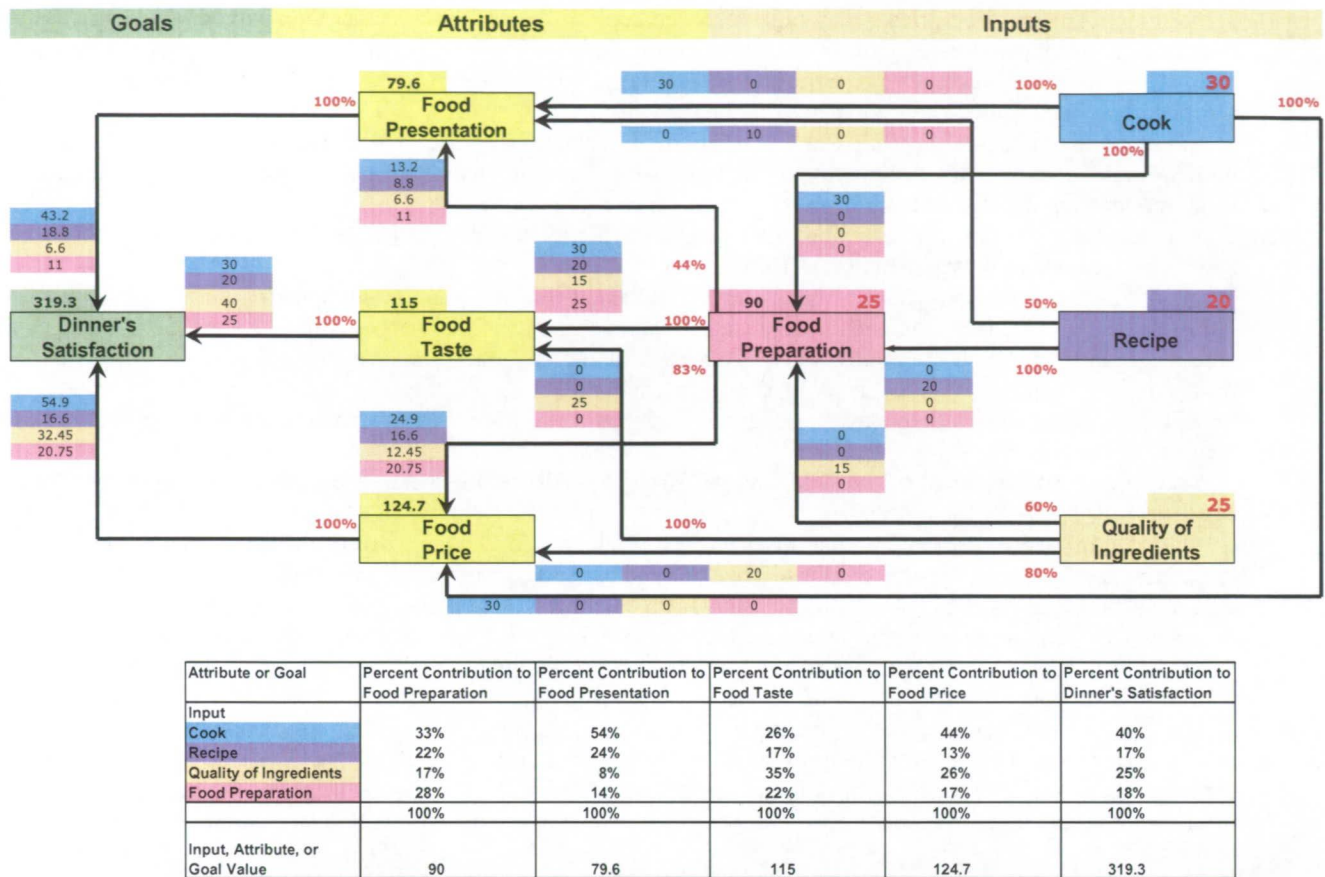 Goals Attributes Inputs
79.6 30 0 0 0 100% 30
100% Food Presentation Cook 100%
0 10 0 0
100%
13.2
8.8
6.6
11
30
0
0
0
43.2
18.8
6.6
11
30
20
40
25
30
20
15
25
44%
319.3 115 90 25 50% 20
Dinner's Satisfaction 100% Food Taste 100% Food Preparation Recipe
83% 100%
0
0
25
0
0
20
0
0
54.9
16.6
32.45
20.75
24.9
16.6
12.45
20.75
0
0
15
0
124.7 60% 25
100% Food Price 100% Quality of Ingredients
0 0 20 0 80%
30 0 0 0
Attribute or Goal Percent Contribution to Food Preparation Percent Contribution to Food Presentation Percent Contribution to Food Taste Percent Contribution to Food Price Percent Contribution to Dinner's Satisfaction
Input
Cook 33% 54% 26% 44% 40%
Recipe 22% 24% 17% 13% 17%
Quality of Ingredients 17% 8% 35% 26% 25%
Food Preparation 28% 14% 22% 17% 18%
100% 100% 100% 100% 100%
Input, Attribute, or
Goal Value 90 79.6 115 124.7 319.3